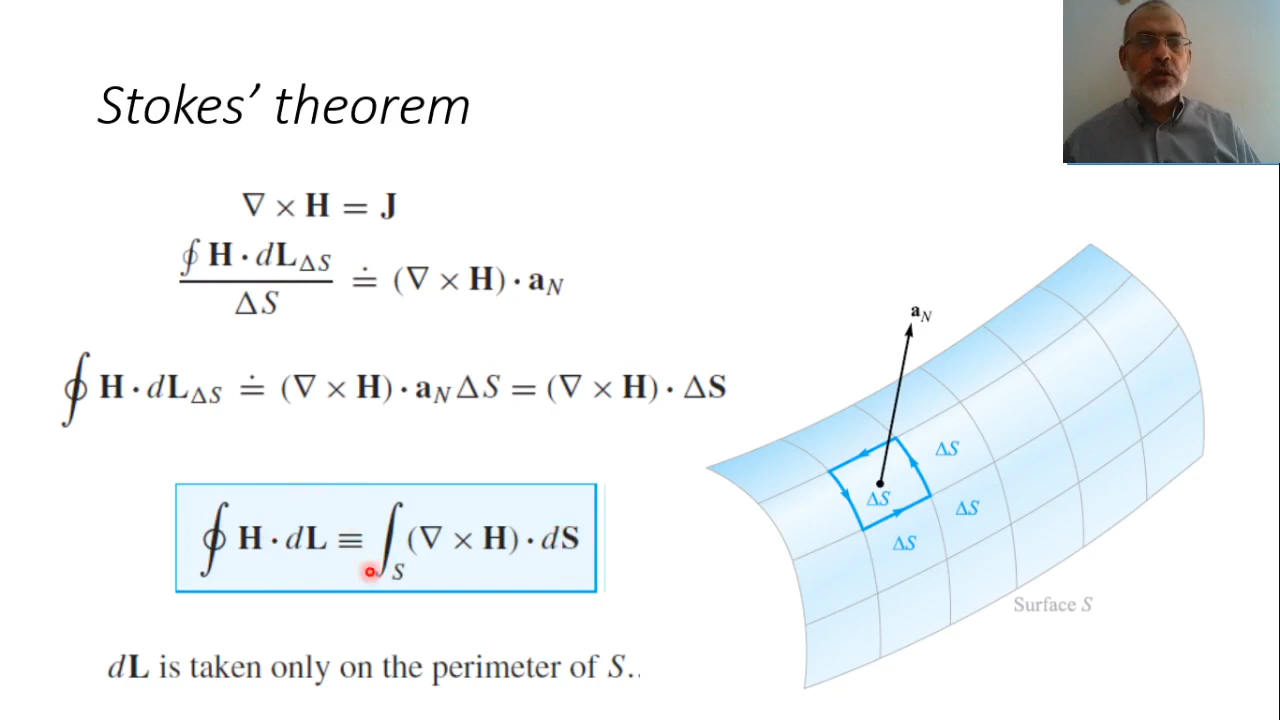 Stokes’ theorem
∇ × H = J
∮ H · dL_ΔS / ΔS ≐ (∇ × H) · a_N
∮ H · dL_ΔS ≐ (∇ × H) · a_N ΔS = (∇ × H) · ΔS
∮ H · dL ≡ ∫_S (∇ × H) · dS
dL is taken only on the perimeter of S..
a_N
ΔS
ΔS
ΔS
ΔS
Surface S